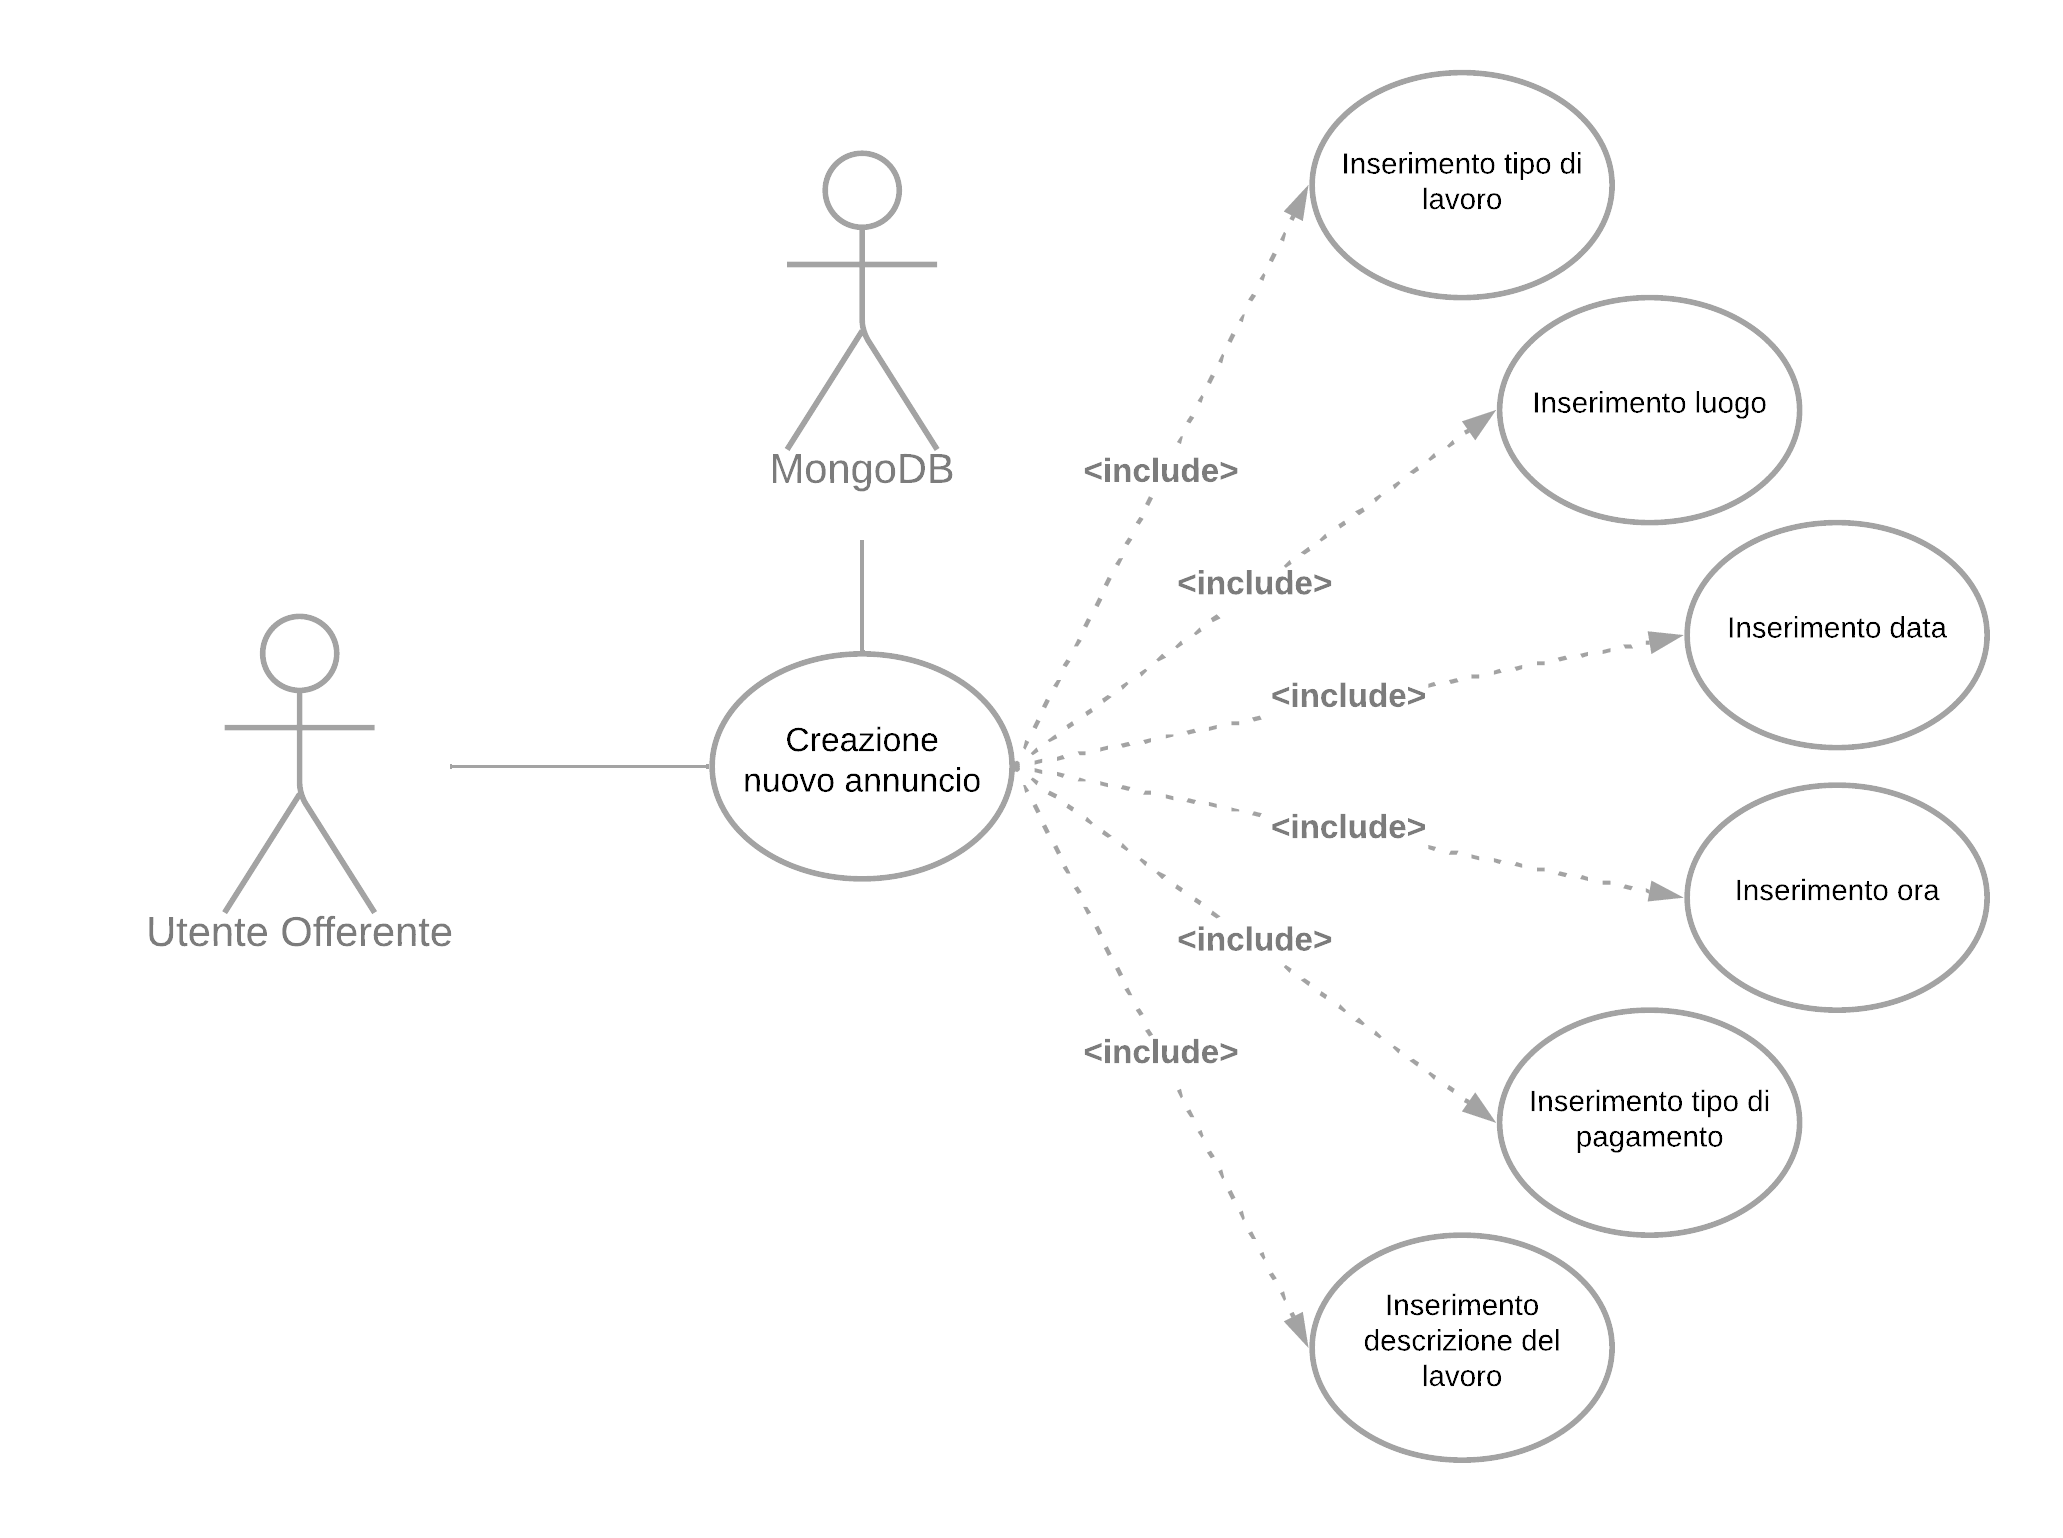 Inserimento tipo di
lavoro
Inserimento luogo
MongoDB
<include>
<include>
Inserimento data
<include>
Creazione
nuovo annuncio
<include>
Inserimento ora
Utente Offerente
<include>
<include>
Inserimento tipo di
pagamento
Inserimento
descrizione del
lavoro